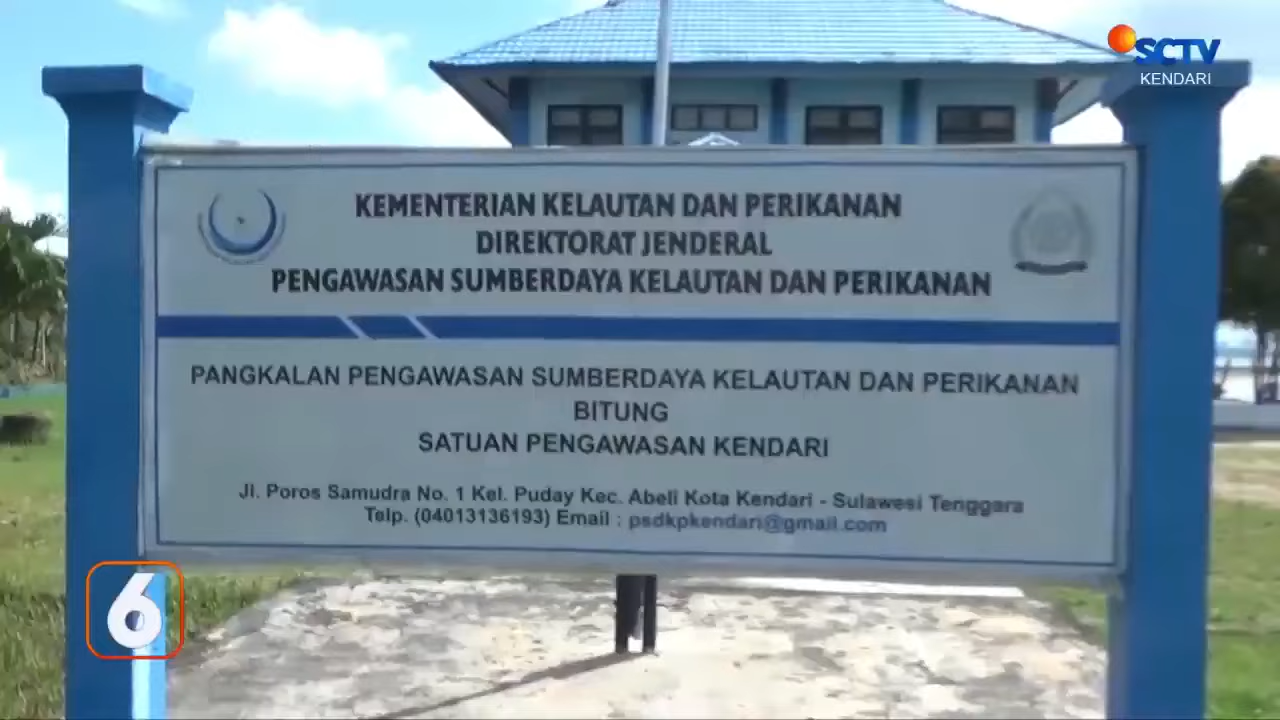 SCTV
KENDARI
KEMENTERIAN KELAUTAN DAN PERIKANAN
DIREKTORAT JENDERAL
PENGAWASAN SUMBERDAYA KELAUTAN DAN PERIKANAN
PANGKALAN PENGAWASAN SUMBERDAYA KELAUTAN DAN PERIKANAN
BITUNG
SATUAN PENGAWASAN KENDARI
Jl. Poros Samudra No. 1 Kel. Puday Kec. Abeli Kota Kendari - Sulawesi Tenggara
Telp. (04013136193) Email : psdkpkendari@gmail.com
6